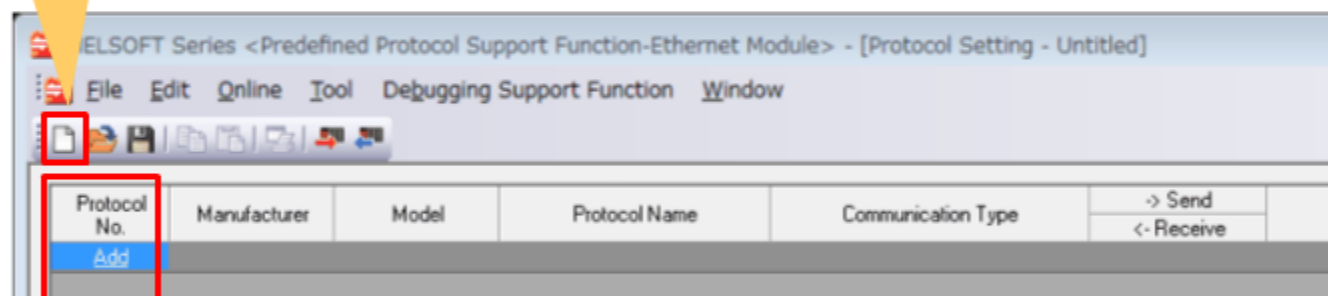 ELSOFT Series <Predefined Protocol Support Function-Ethernet Module> - [Protocol Setting - Untitled]
File Edit Online Tool Debugging Support Function Window
Protocol No. Manufacturer Model Protocol Name Communication Type -> Send
<- Receive
Add